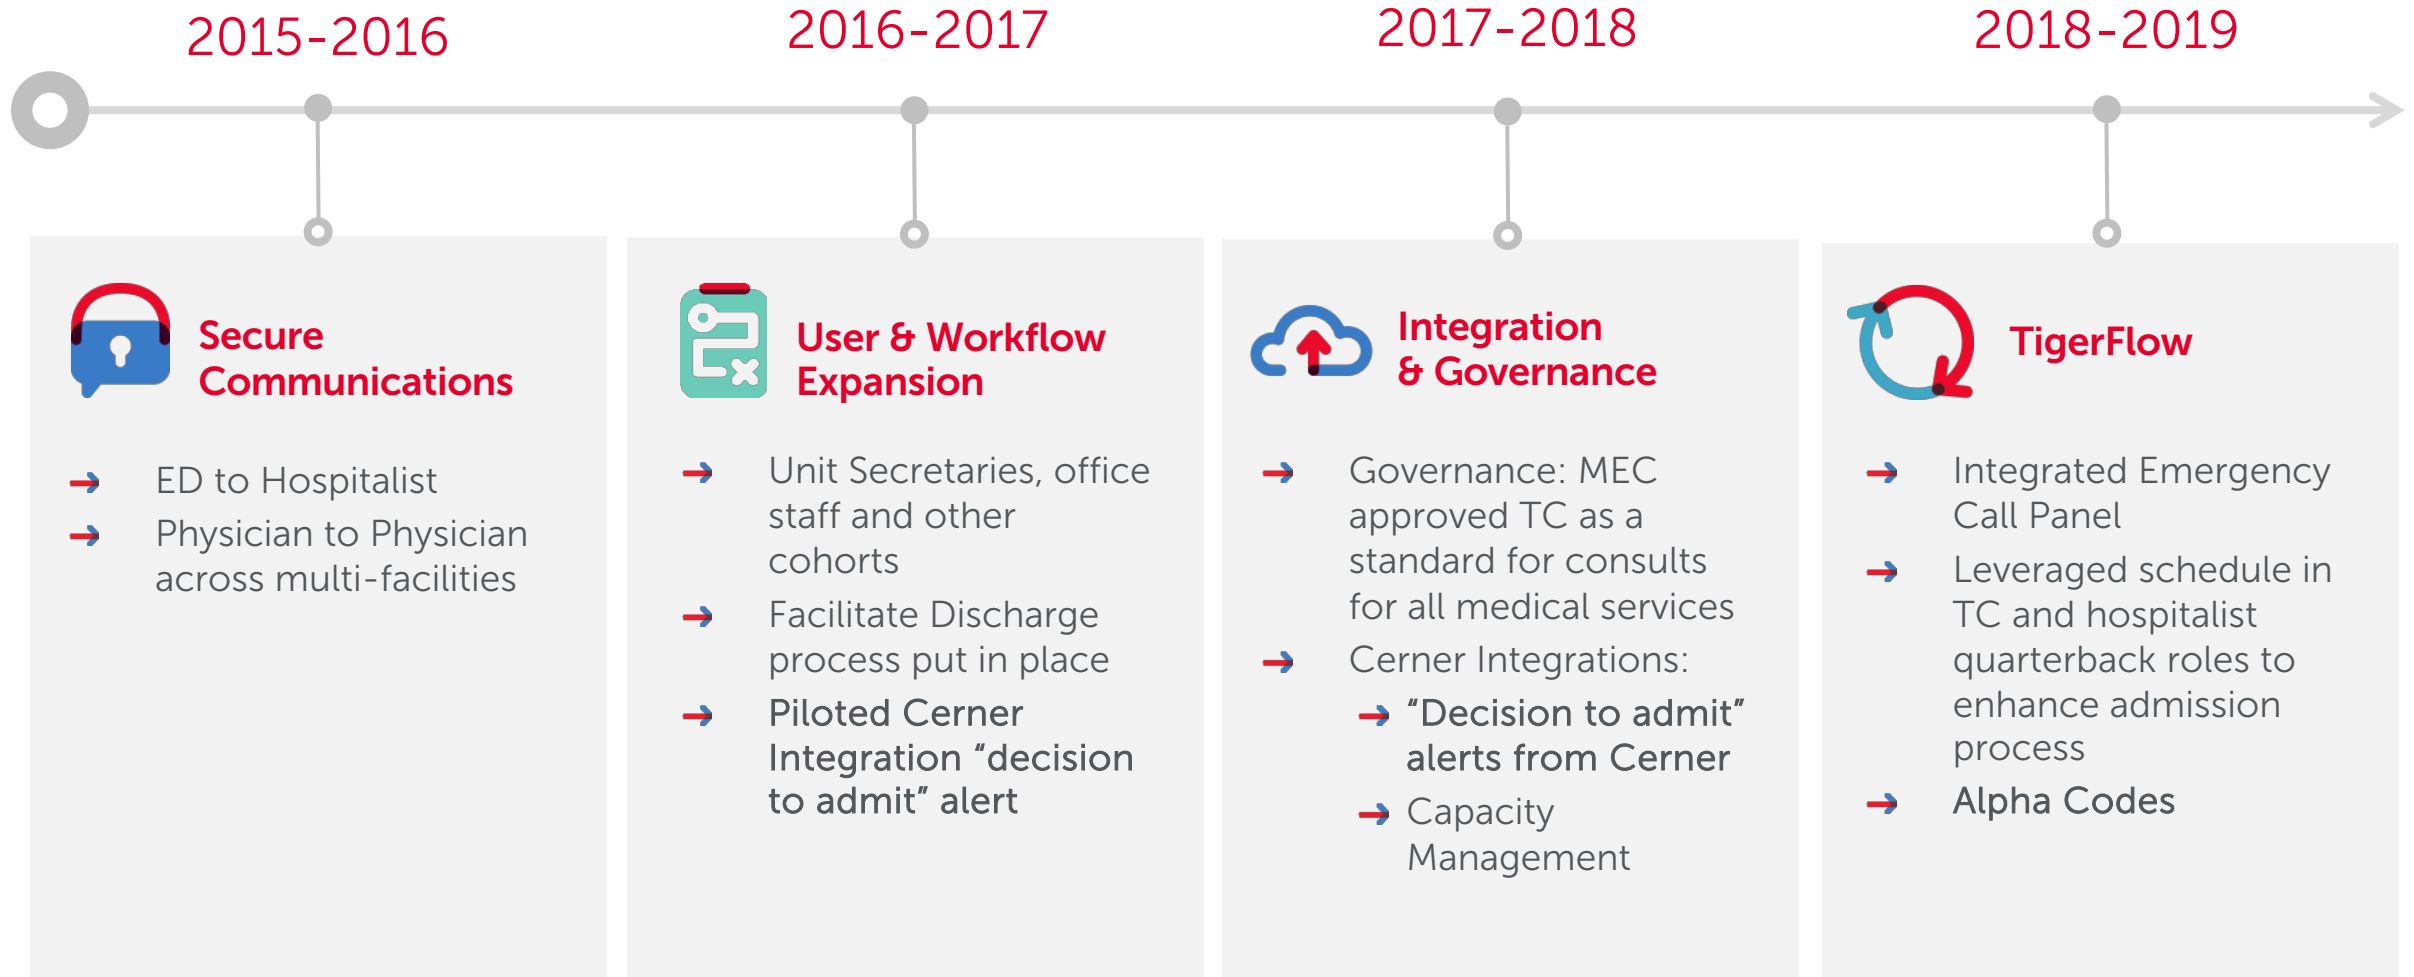 2015-2016
2016-2017
2017-2018
2018-2019
Secure
Communications
ED to Hospitalist
Physician to Physician
across multi-facilities
User & Workflow
Expansion
Unit Secretaries, office
staff and other
cohorts
Facilitate Discharge
process put in place
Piloted Cerner
Integration “decision
to admit” alert
Integration
& Governance
Governance: MEC
approved TC as a
standard for consults
for all medical services
Cerner Integrations:
“Decision to admit”
alerts from Cerner
Capacity
Management
TigerFlow
Integrated Emergency
Call Panel
Leveraged schedule in
TC and hospitalist
quarterback roles to
enhance admission
process
Alpha Codes